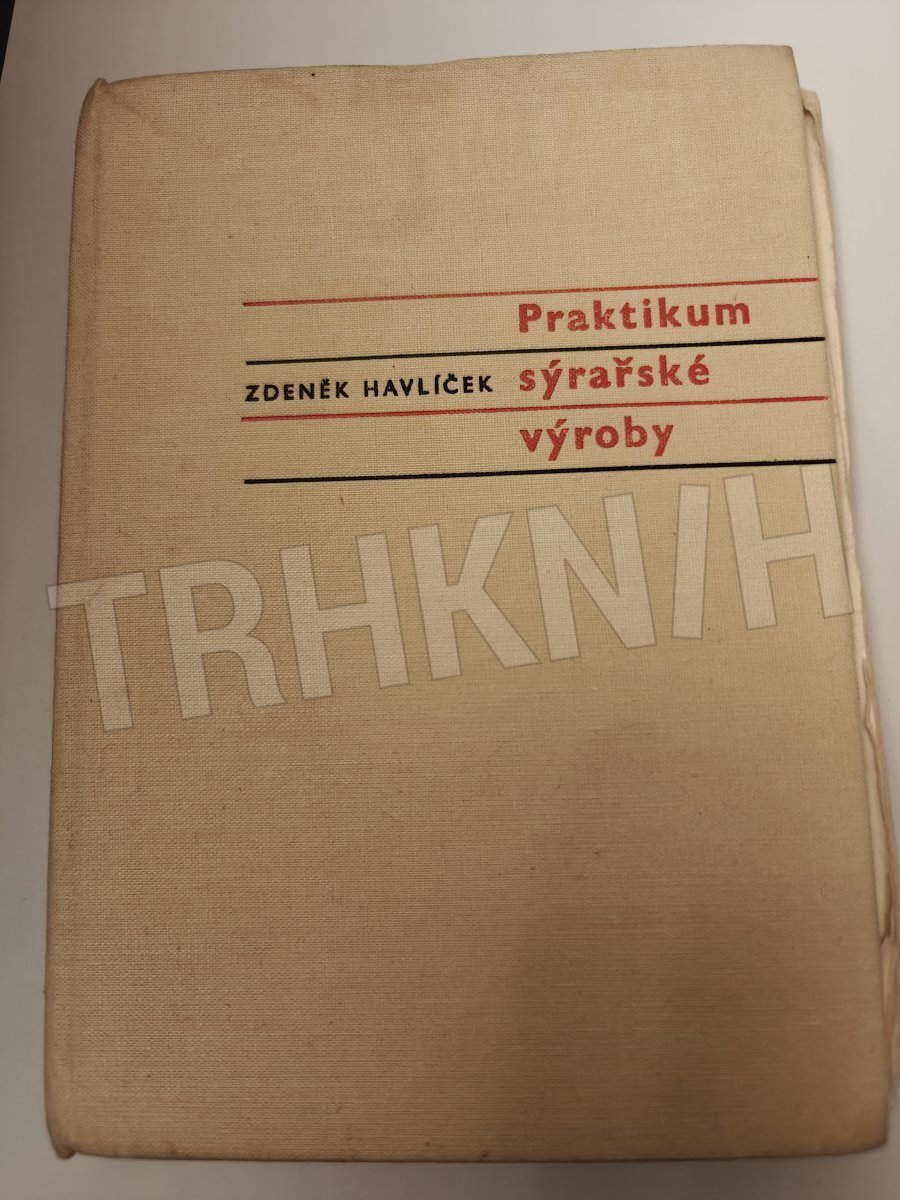 Praktikum
ZDENĚK HAVLÍČEK sýrařské
výroby
TRHKNIH